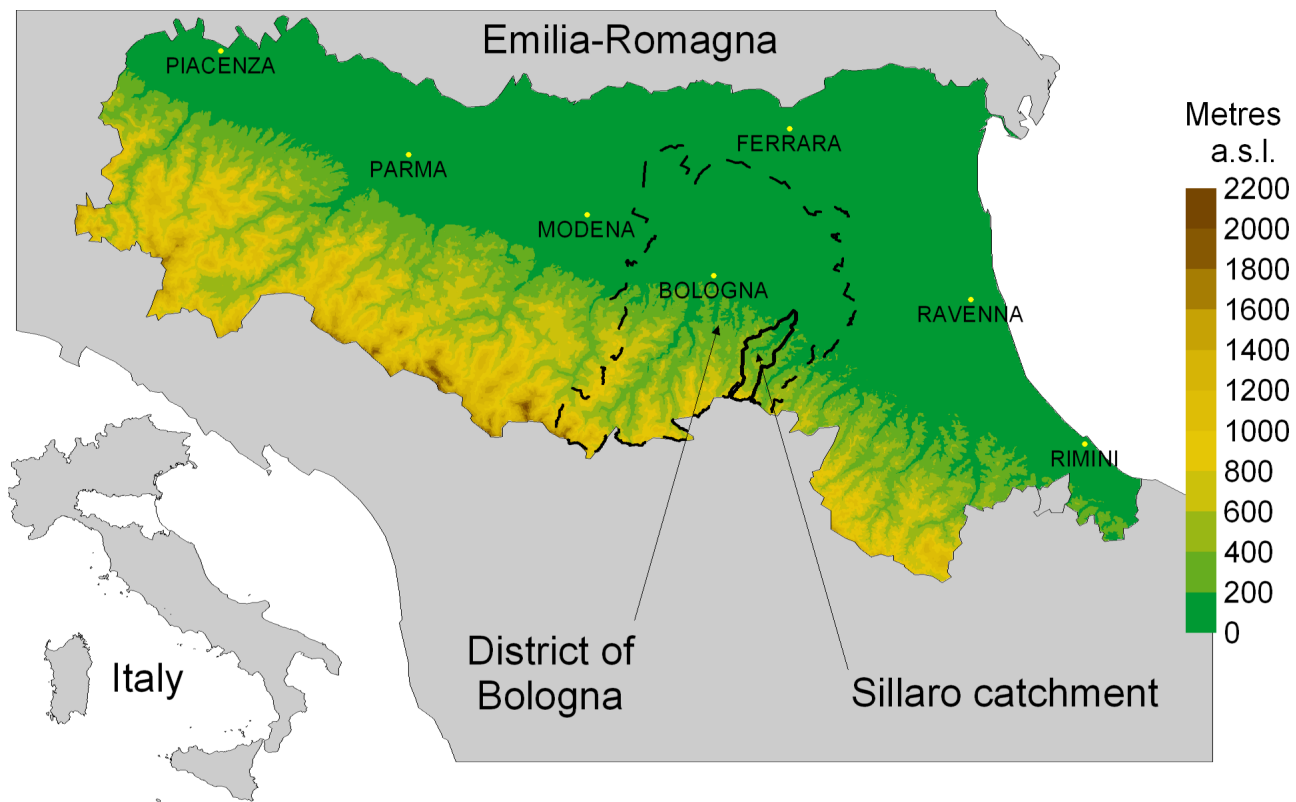 Emilia-Romagna
PIACENZA
FERRARA
PARMA
MODENA
BOLOGNA
RAVENNA
RIMINI
Metres
a.s.l.
2200
2000
1800
1600
1400
1200
1000
800
600
400
200
0
District of
Bologna
Sillaro catchment
Italy